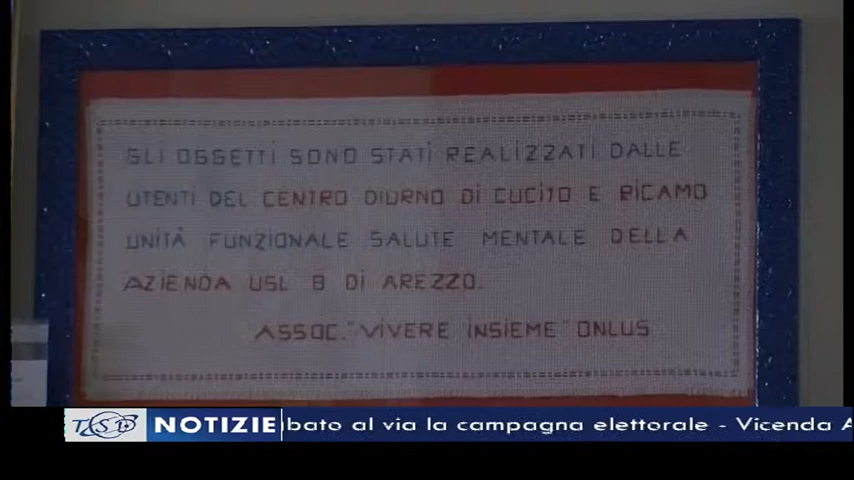 GLI OGGETTI SONO STATI REALIZZATI DALLE
UTENTI DEL CENTRO DIURNO DI CUCITO E RICAMO
UNITÀ FUNZIONALE SALUTE MENTALE DELLA
AZIENDA USL 8 DI AREZZO.
ASSOC. "VIVERE INSIEME" ONLUS
TSD NOTIZIE bato al via la campagna elettorale - Vicenda A